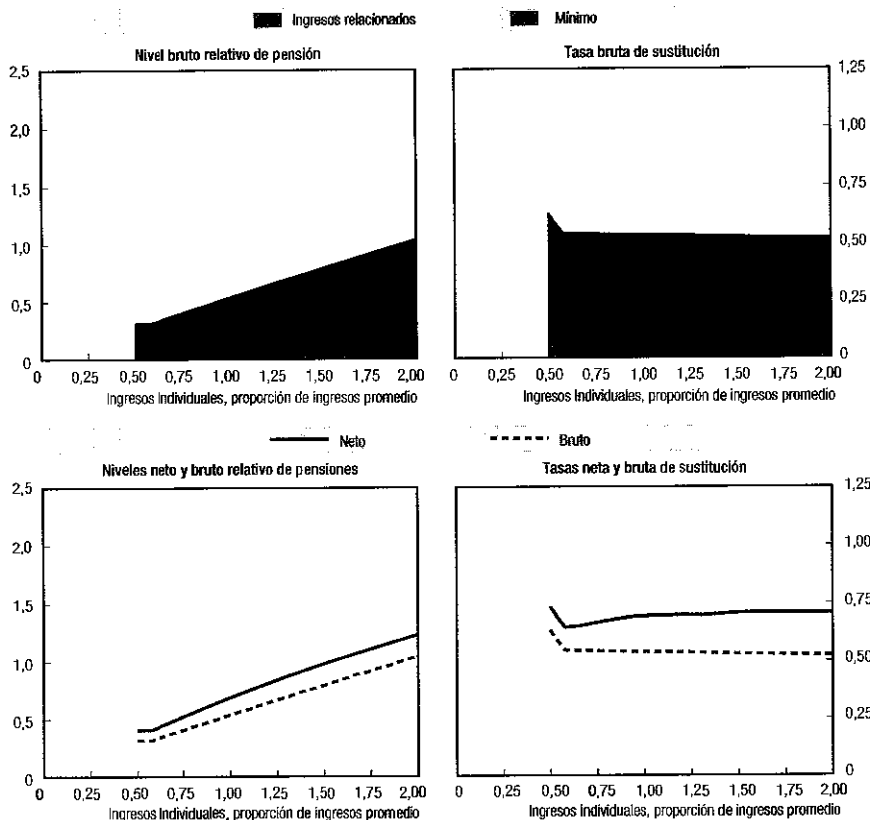 Ingresos relacionados Mínimo
Nivel bruto relativo de pensión
2,5
2,0
1,5
1,0
0,5
0
0 0,25 0,50 0,75 1,00 1,25 1,50 1,75 2,00
Ingresos Individuales, proporción de ingresos promedio
Tasa bruta de sustitución
1,25
1,00
0,75
0,50
0,25
0
0 0,25 0,50 0,75 1,00 1,25 1,50 1,75 2,00
Ingresos Individuales, proporción de ingresos promedio
Neto Bruto
Niveles neto y bruto relativo de pensiones
2,5
2,0
1,5
1,0
0,5
0
0 0,25 0,50 0,75 1,00 1,25 1,50 1,75 2,00
Ingresos Individuales, proporción de ingresos promedio
Tasas neta y bruta de sustitución
1,25
1,00
0,75
0,50
0,25
0
0 0,25 0,50 0,75 1,00 1,25 1,50 1,75 2,00
Ingresos Individuales, proporción de ingresos promedio